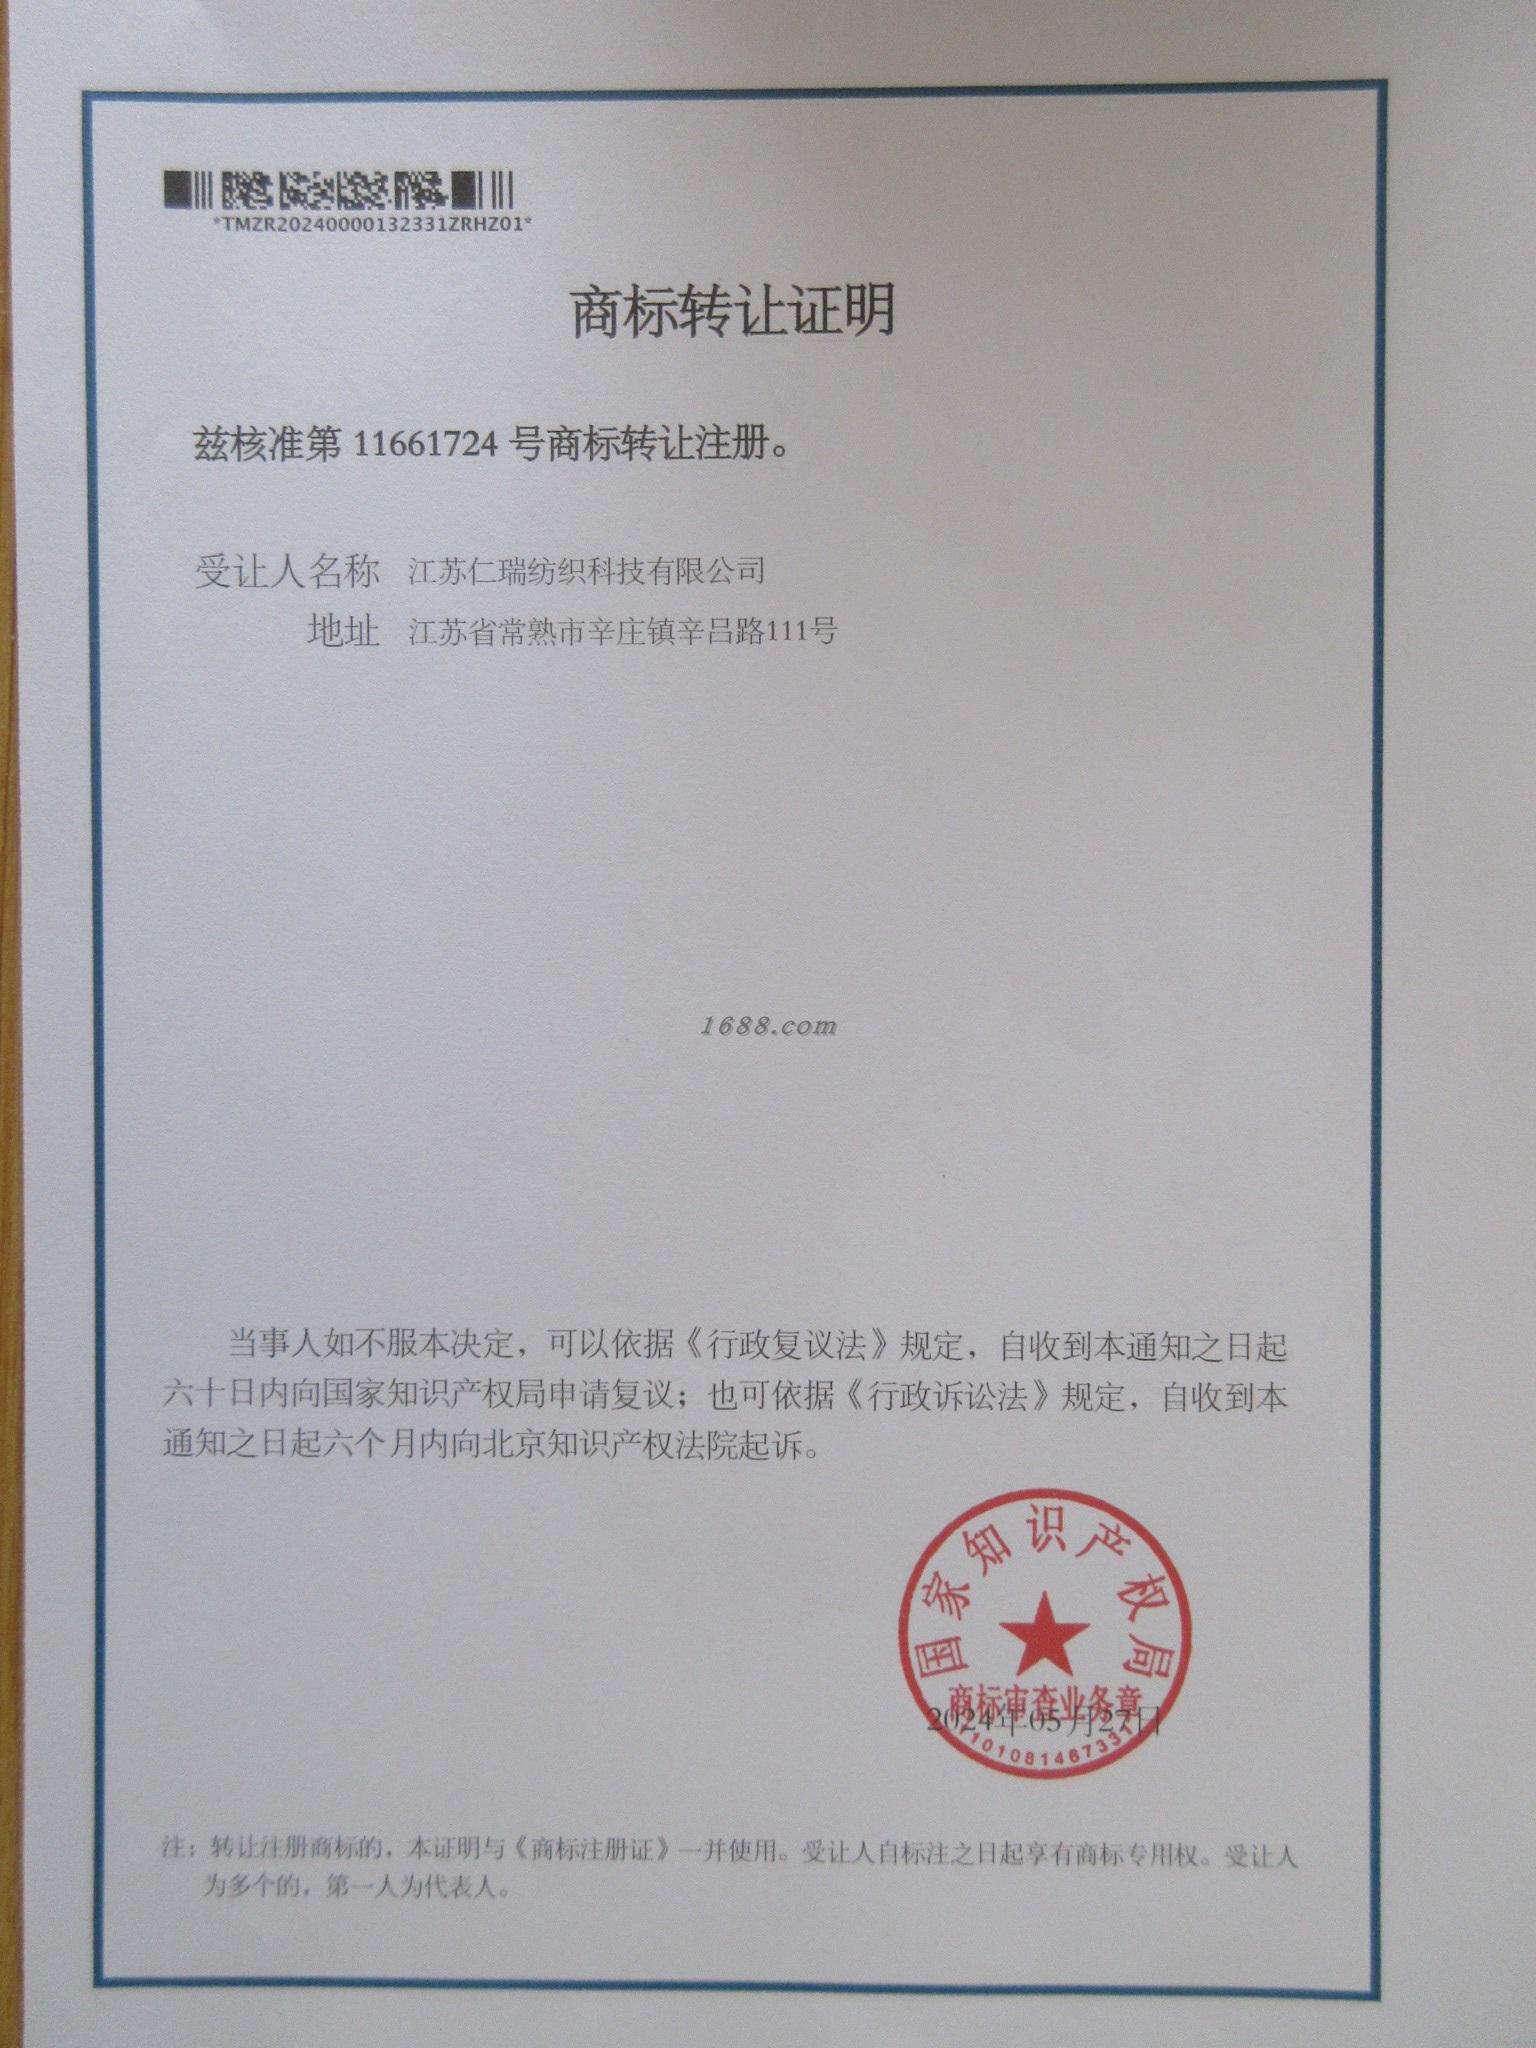 *TMZR20240000132331ZRHZ01*
商标转让证明
兹核准第 11661724 号商标转让注册。
受让人名称 江苏仁瑞纺织科技有限公司
地址 江苏省常熟市辛庄镇辛吕路111号
1688.com
当事人如不服本决定，可以依据《行政复议法》规定，自收到本通知之日起
六十日内向国家知识产权局申请复议；也可依据《行政诉讼法》规定，自收到本
通知之日起六个月内向北京知识产权法院起诉。
国家知识产权局
商标审查业务章
2024年05月27日
1101081467331
注：转让注册商标的，本证明与《商标注册证》一并使用。受让人自标注之日起享有商标专用权。受让人
为多个的，第一人为代表人。